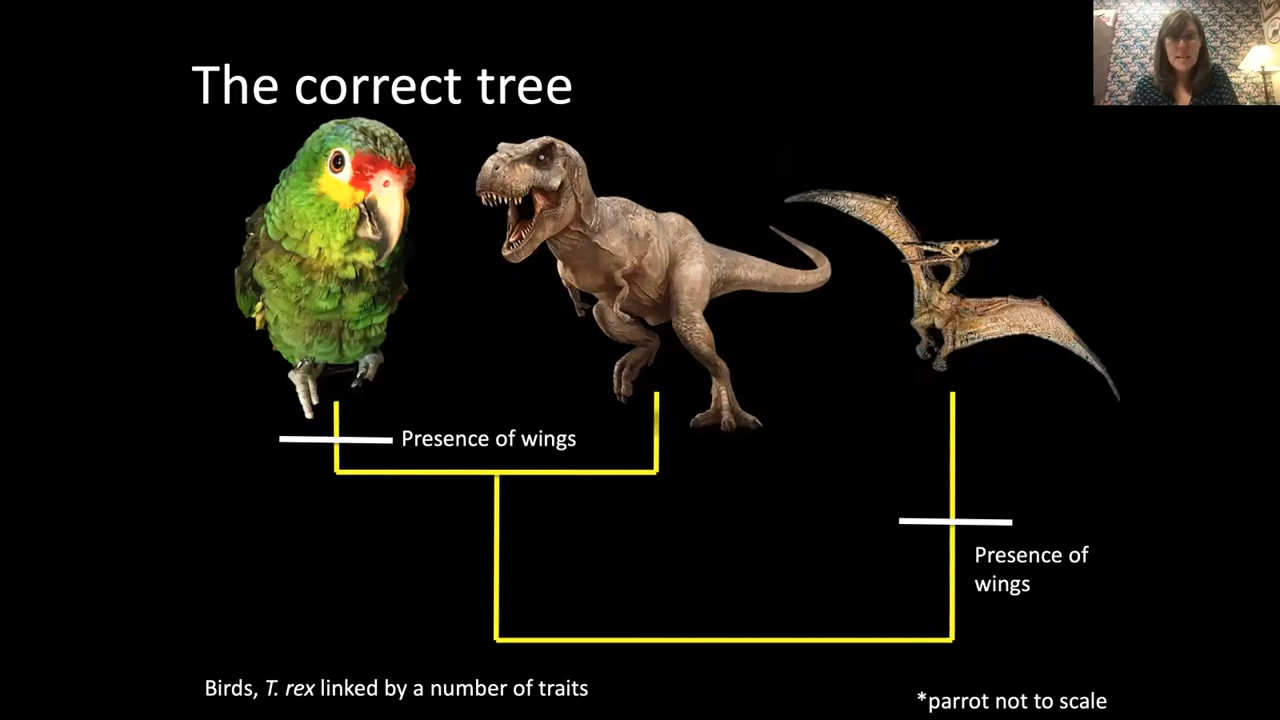 The correct tree
Presence of wings
Presence of
wings
Birds, T. rex linked by a number of traits
*parrot not to scale